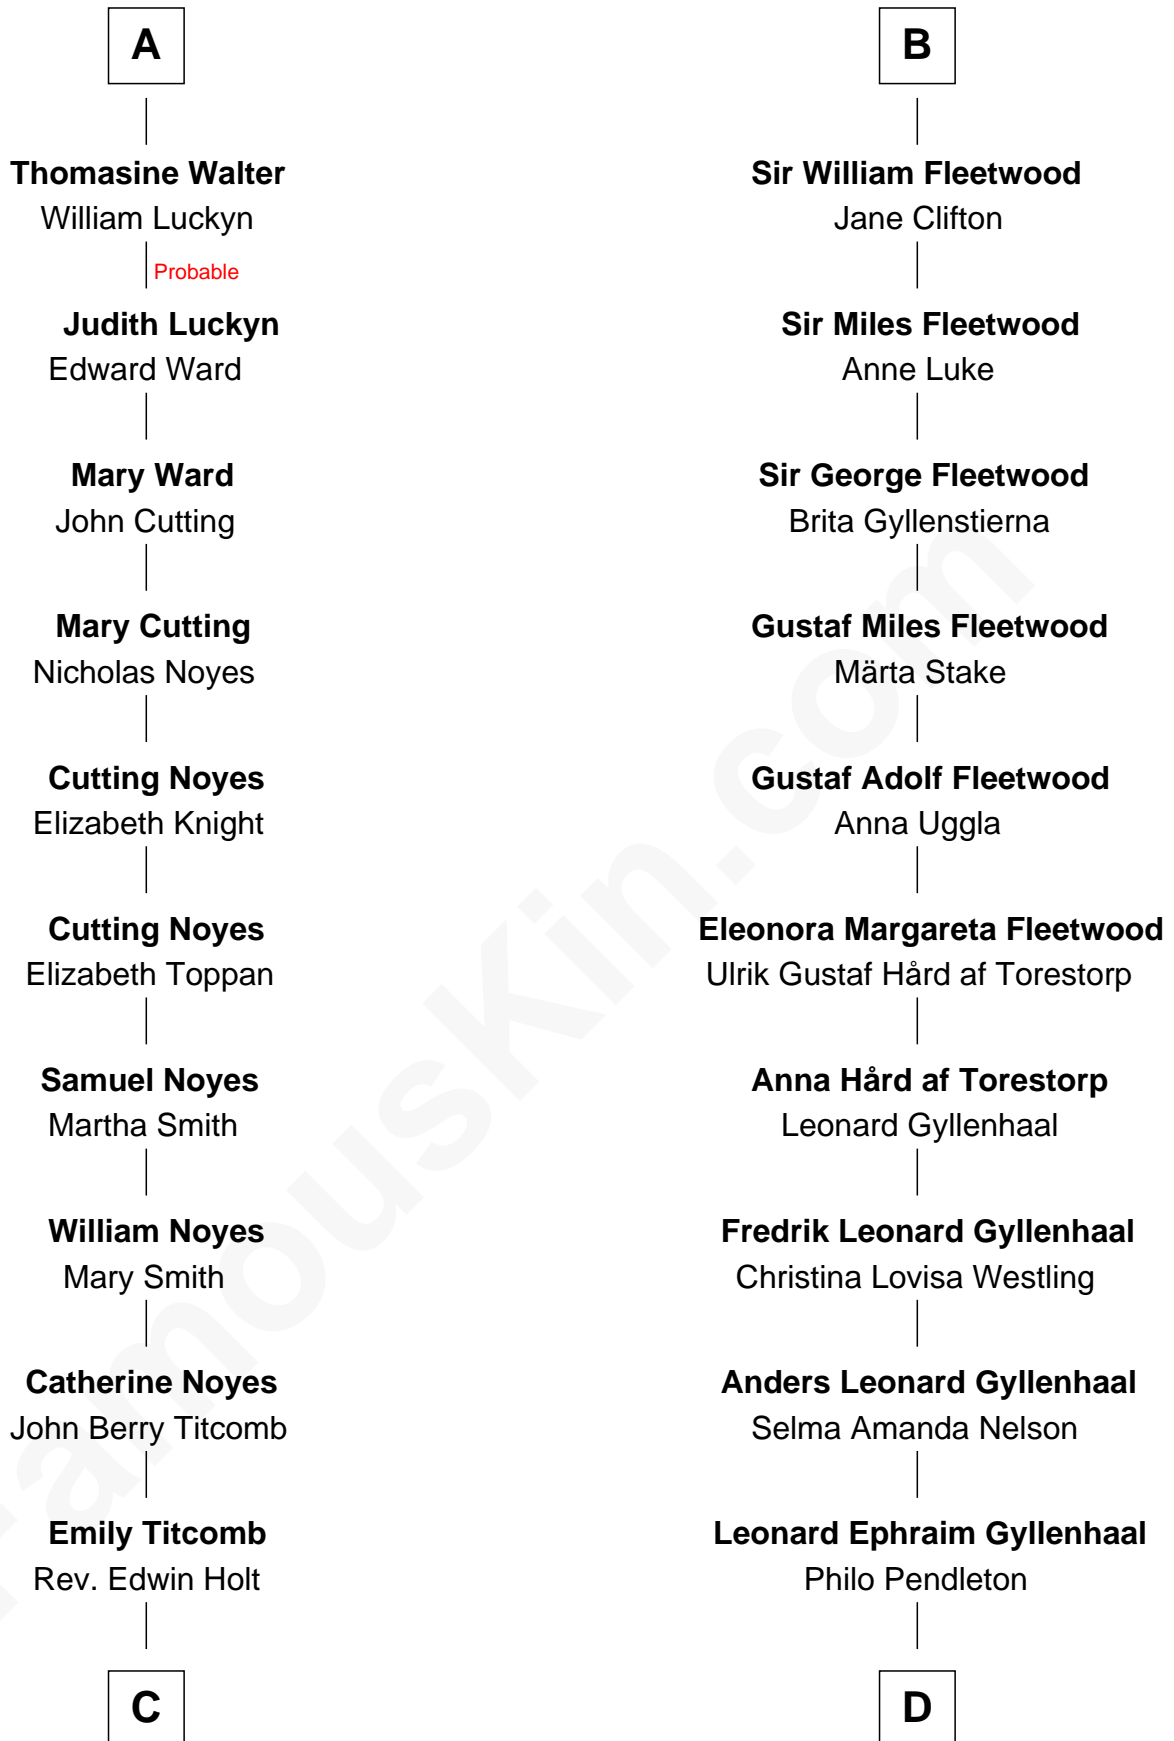 A
Thomasine Walter
William Luckyn
Probable
Judith Luckyn
Edward Ward
Mary Ward
John Cutting
Mary Cutting
Nicholas Noyes
Cutting Noyes
Elizabeth Knight
Cutting Noyes
Elizabeth Toppan
Samuel Noyes
Martha Smith
William Noyes
Mary Smith
Catherine Noyes
John Berry Titcomb
Emily Titcomb
Rev. Edwin Holt
C
B
Sir William Fleetwood
Jane Clifton
Sir Miles Fleetwood
Anne Luke
Sir George Fleetwood
Brita Gyllenstierna
Gustaf Miles Fleetwood
Märta Stake
Gustaf Adolf Fleetwood
Anna Uggla
Eleonora Margareta Fleetwood
Ulrik Gustaf Hård af Torestorp
Anna Hård af Torestorp
Leonard Gyllenhaal
Fredrik Leonard Gyllenhaal
Christina Lovisa Westling
Anders Leonard Gyllenhaal
Selma Amanda Nelson
Leonard Ephraim Gyllenhaal
Philo Pendleton
D
FamousKin.com